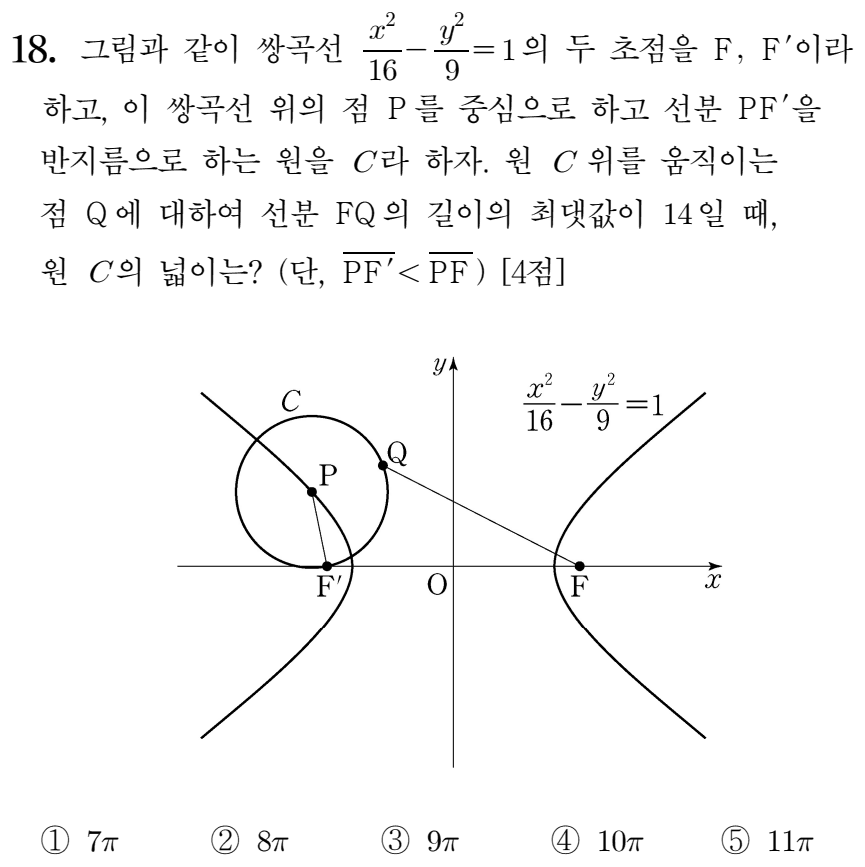 18. 그림과 같이 쌍곡선 x²/16 − y²/9 = 1의 두 초점을 F, F′이라
하고, 이 쌍곡선 위의 점 P를 중심으로 하고 선분 PF′을
반지름으로 하는 원을 C라 하자. 원 C 위를 움직이는
점 Q에 대하여 선분 FQ의 길이의 최댓값이 14일 때,
원 C의 넓이는? (단, P̅F̅′̅ < P̅F̅) [4점]
y
x²/16 − y²/9 = 1
C
Q
P
F′
O
F
x
① 7π ② 8π ③ 9π ④ 10π ⑤ 11π